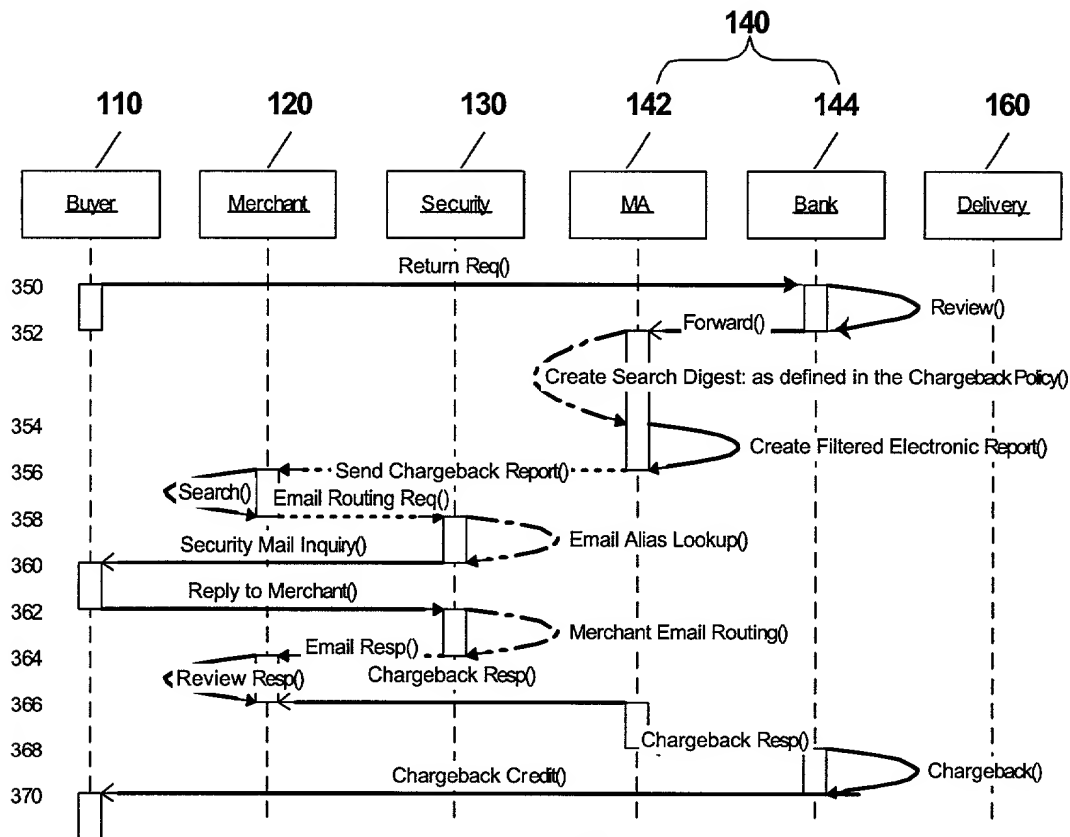 140
110 120 130 142 144 160
Buyer Merchant Security MA Bank Delivery
Return Req()
350
Review()
Forward()
352
Create Search Digest: as defined in the Chargeback Policy()
354
Create Filtered Electronic Report()
356
Send Chargeback Report()
Search()
Email Routing Req()
358
Email Alias Lookup()
Security Mail Inquiry()
360
Reply to Merchant()
362
Merchant Email Routing()
Email Resp()
364
Review Resp()
Chargeback Resp()
366
Chargeback Resp()
368
Chargeback()
Chargeback Credit()
370